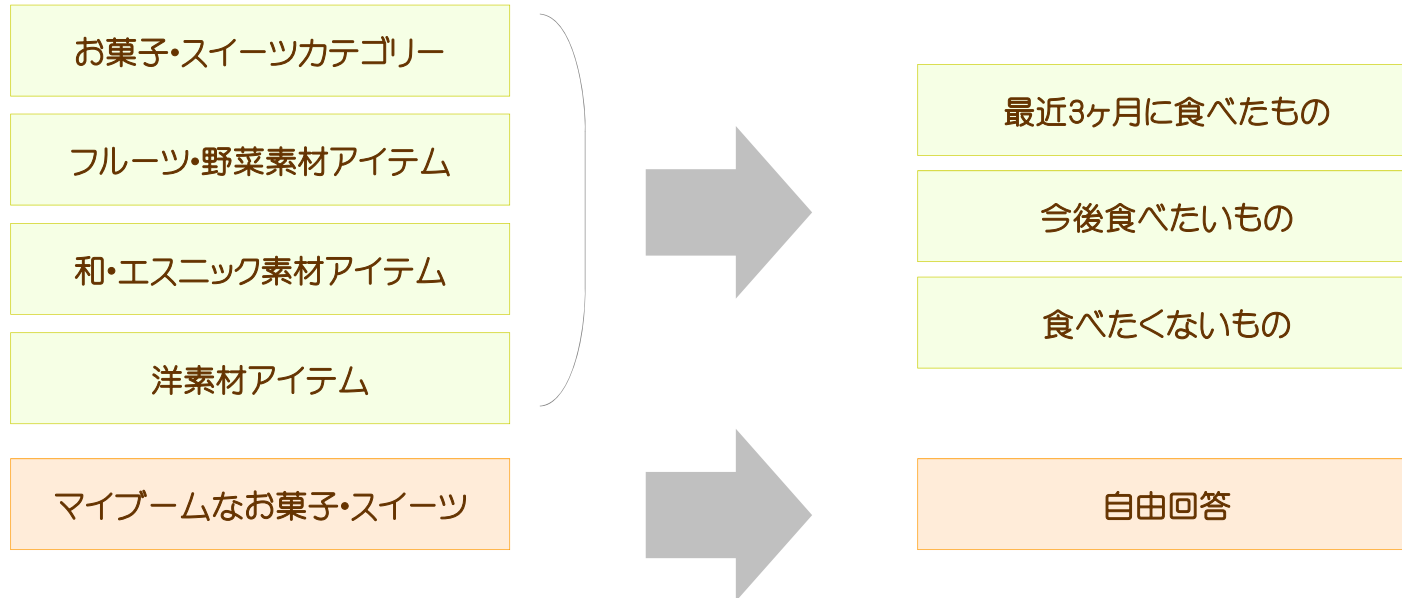 お菓子・スイーツカテゴリー
フルーツ・野菜素材アイテム
和・エスニック素材アイテム
洋素材アイテム
マイブームなお菓子・スイーツ
最近3ヶ月に食べたもの
今後食べたいもの
食べたくないもの
自由回答